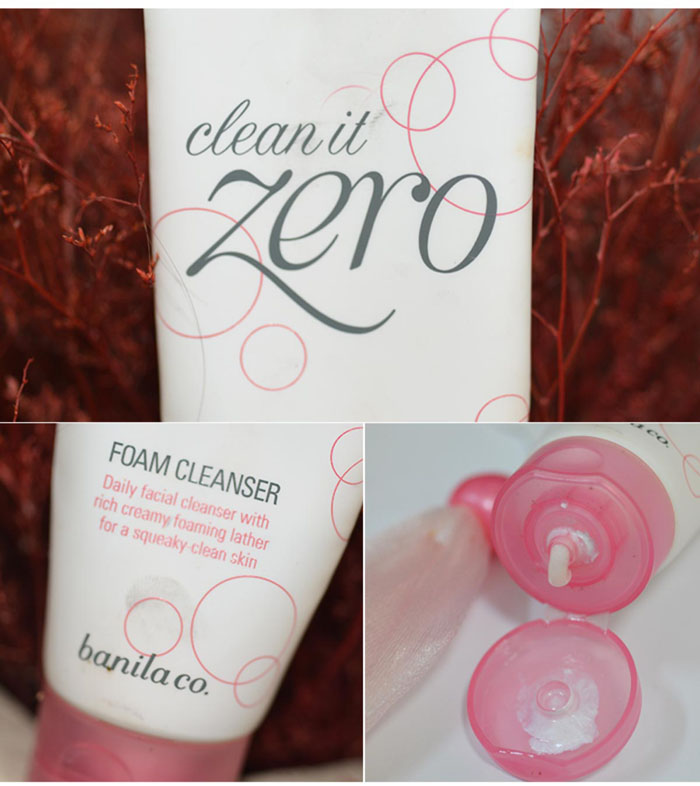 clean it
zero
FOAM CLEANSER
Daily facial cleanser with
rich creamy foaming lather
for a squeaky clean skin
banila co.
co.